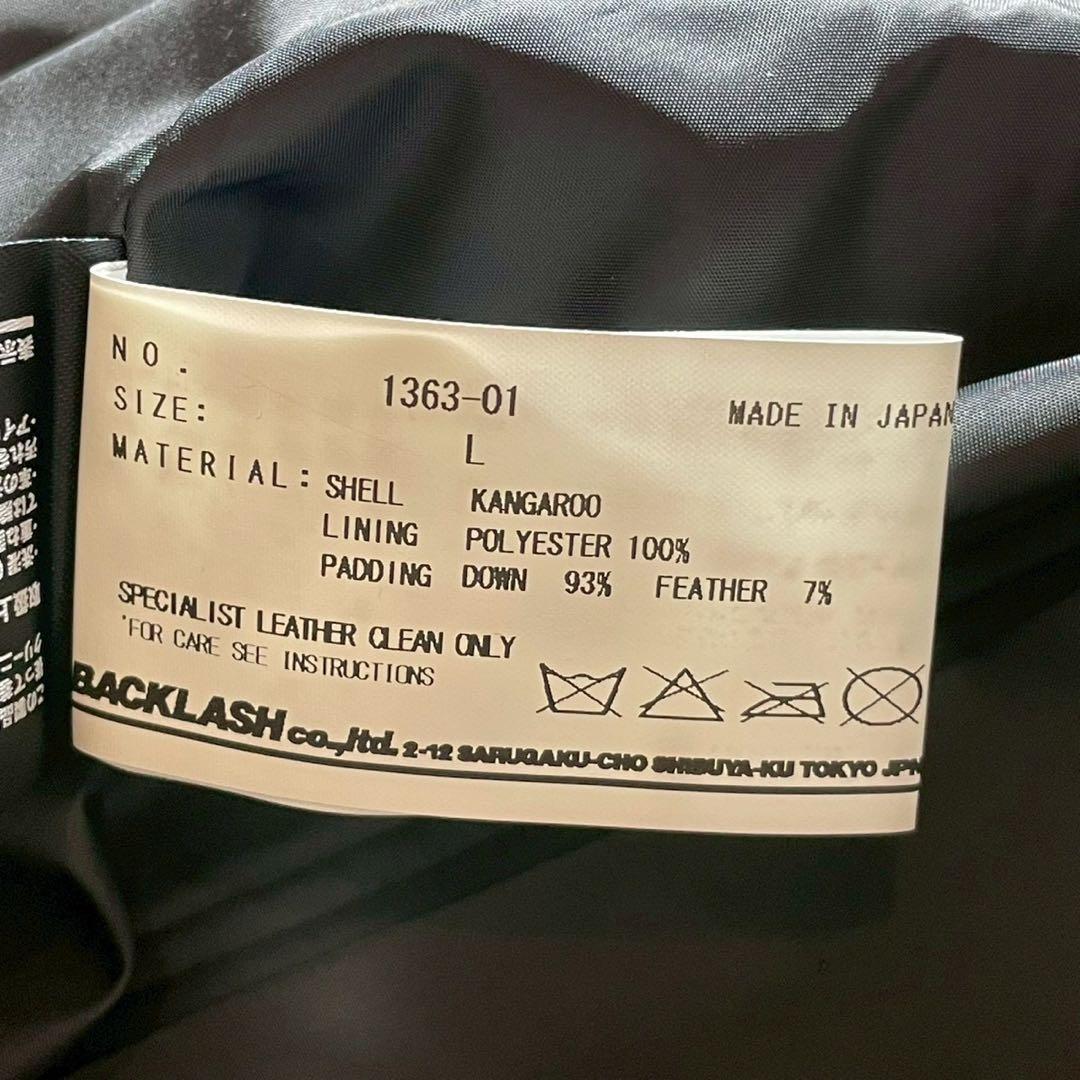 NO. 1363-01
SIZE: L MADE IN JAPAN
MATERIAL: SHELL KANGAROO
LINING POLYESTER 100%
PADDING DOWN 93% FEATHER 7%
SPECIALIST LEATHER CLEAN ONLY
*FOR CARE SEE INSTRUCTIONS
BACKLASH co.,ltd. 2-12 SARUGAKU-CHO SHIBUYA-KU TOKYO JPN